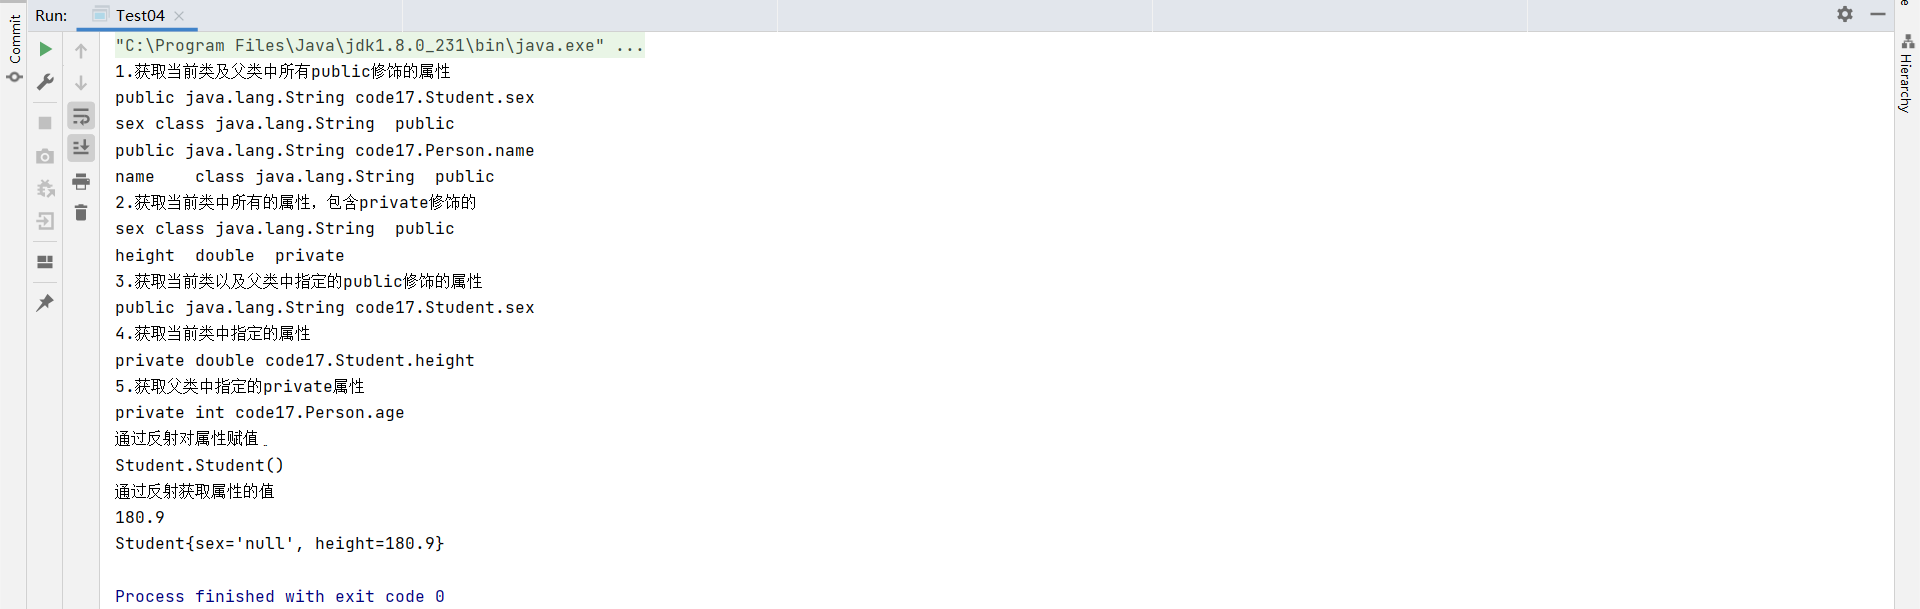 Run: Test04
Commit
Hierarchy
"C:\Program Files\Java\jdk1.8.0_231\bin\java.exe" ...
1.获取当前类及父类中所有public修饰的属性
public java.lang.String code17.Student.sex
sex class java.lang.String  public
public java.lang.String code17.Person.name
name    class java.lang.String  public
2.获取当前类中所有的属性，包含private修饰的
sex class java.lang.String  public
height  double  private
3.获取当前类以及父类中指定的public修饰的属性
public java.lang.String code17.Student.sex
4.获取当前类中指定的属性
private double code17.Student.height
5.获取父类中指定的private属性
private int code17.Person.age
通过反射对属性赋值
Student.Student()
通过反射获取属性的值
180.9
Student{sex='null', height=180.9}
Process finished with exit code 0